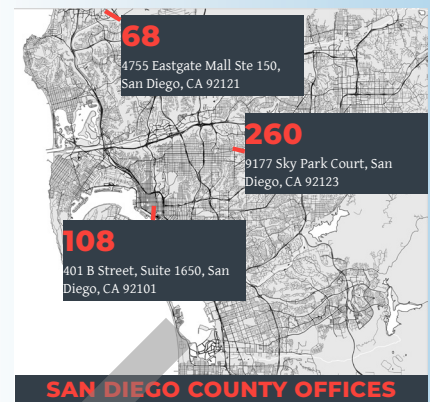 68
4755 Eastgate Mall Ste 150,
San Diego, CA 92121
260
9177 Sky Park Court, San
Diego, CA 92123
108
401 B Street, Suite 1650, San
Diego, CA 92101
SAN DIEGO COUNTY OFFICES